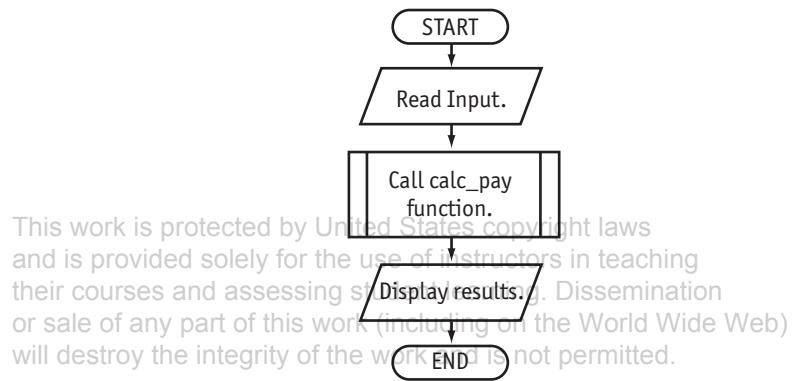 START
Read Input.
Call calc_pay
function.
This work is protected by United States copyright laws
and is provided solely for the use of instructors in teaching
their courses and assessing student learning. Dissemination
Display results.
or sale of any part of this work (including on the World Wide Web)
will destroy the integrity of the work and is not permitted.
END